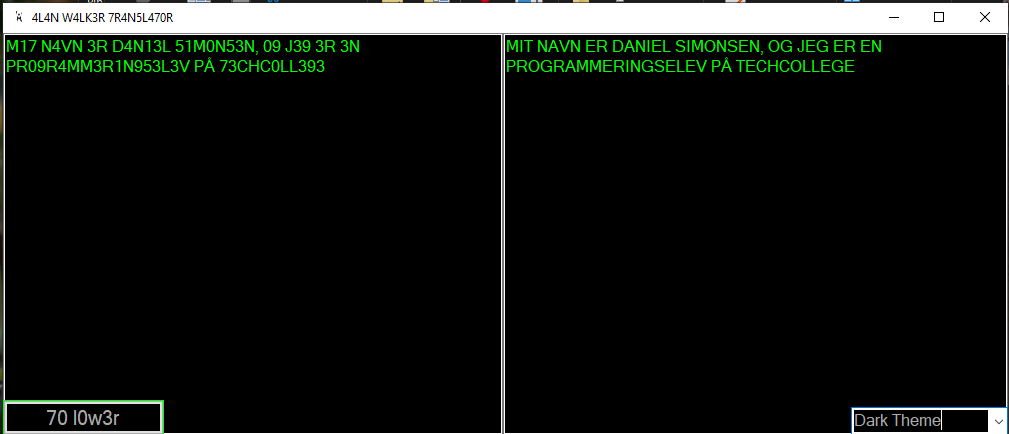 4L4N W4LK3R 7R4N5L470R
M17 N4VN 3R D4N13L 51M0N53N, 09 J39 3R 3N
PR09R4MM3R1N953L3V PÅ 73CHC0LL393
MIT NAVN ER DANIEL SIMONSEN, OG JEG ER EN
PROGRAMMERINGSELEV PÅ TECHCOLLEGE
70 l0w3r
Dark Theme